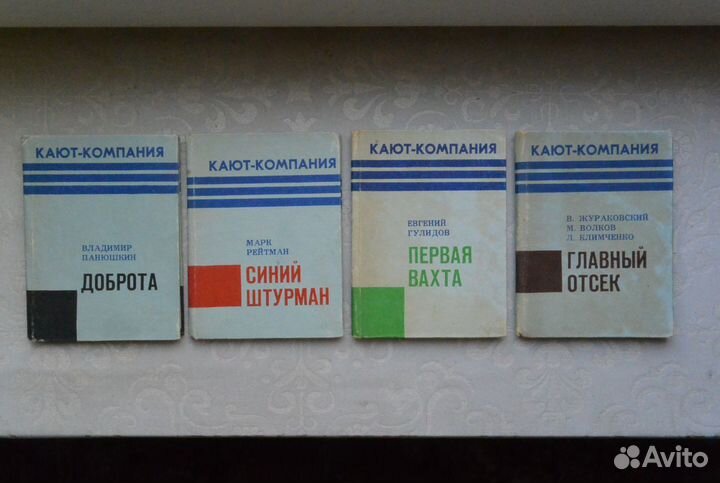 КАЮТ-КОМПАНИЯ
ВЛАДИМИР
ПАНЮШКИН
ДОБРОТА
КАЮТ-КОМПАНИЯ
МАРК
РЕЙТМАН
СИНИЙ
ШТУРМАН
КАЮТ-КОМПАНИЯ
ЕВГЕНИЙ
ГУЛИДОВ
ПЕРВАЯ
ВАХТА
КАЮТ-КОМПАНИЯ
В. ЖУРАКОВСКИЙ
М. ВОЛКОВ
Л. КЛИМЧЕНКО
ГЛАВНЫЙ
ОТСЕК
Avito